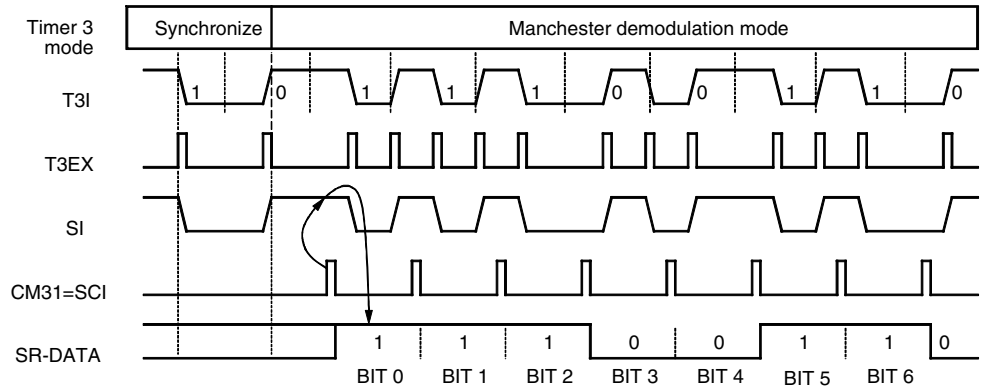 Timer 3 mode
Synchronize
Manchester demodulation mode
T3I
1 0 1 1 1 0 0 1 1 0
T3EX
SI
CM31=SCI
SR-DATA
1 1 1 0 0 1 1 0
BIT 0 BIT 1 BIT 2 BIT 3 BIT 4 BIT 5 BIT 6